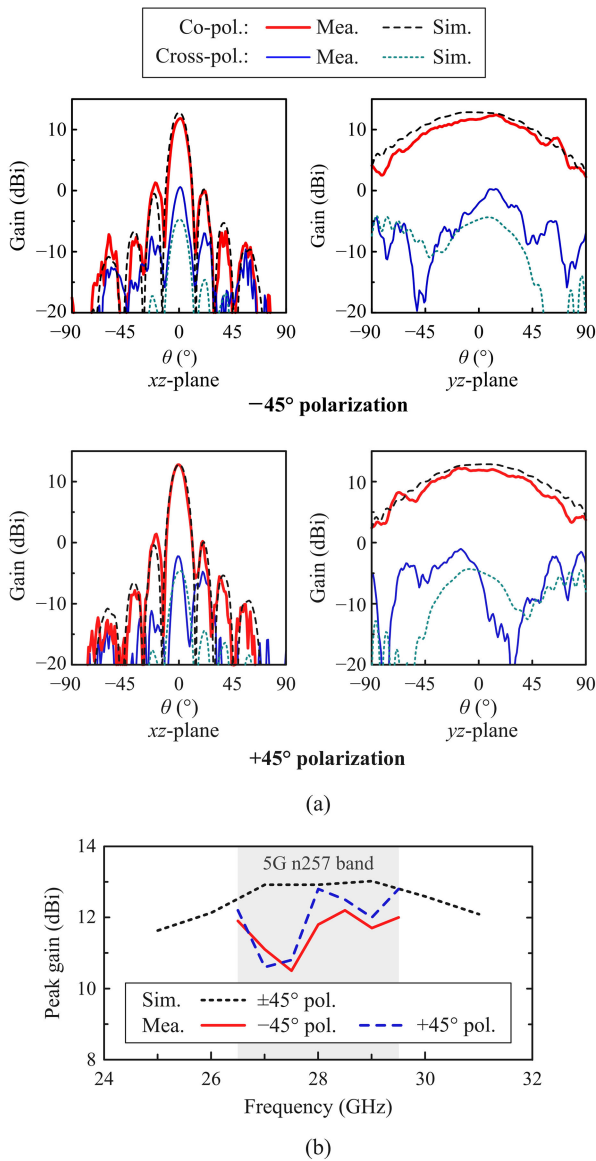 Co-pol.: Mea. Sim.
Cross-pol.: Mea. Sim.
Gain (dBi)
10
0
−10
−20
−90 −45 0 45 90
θ (°)
xz-plane
Gain (dBi)
10
0
−10
−20
−90 −45 0 45 90
θ (°)
yz-plane
−45° polarization
Gain (dBi)
10
0
−10
−20
−90 −45 0 45 90
θ (°)
xz-plane
Gain (dBi)
10
0
−10
−20
−90 −45 0 45 90
θ (°)
yz-plane
+45° polarization
(a)
Peak gain (dBi)
14
12
10
8
5G n257 band
Sim. ±45° pol.
Mea. −45° pol. +45° pol.
24 26 28 30 32
Frequency (GHz)
(b)